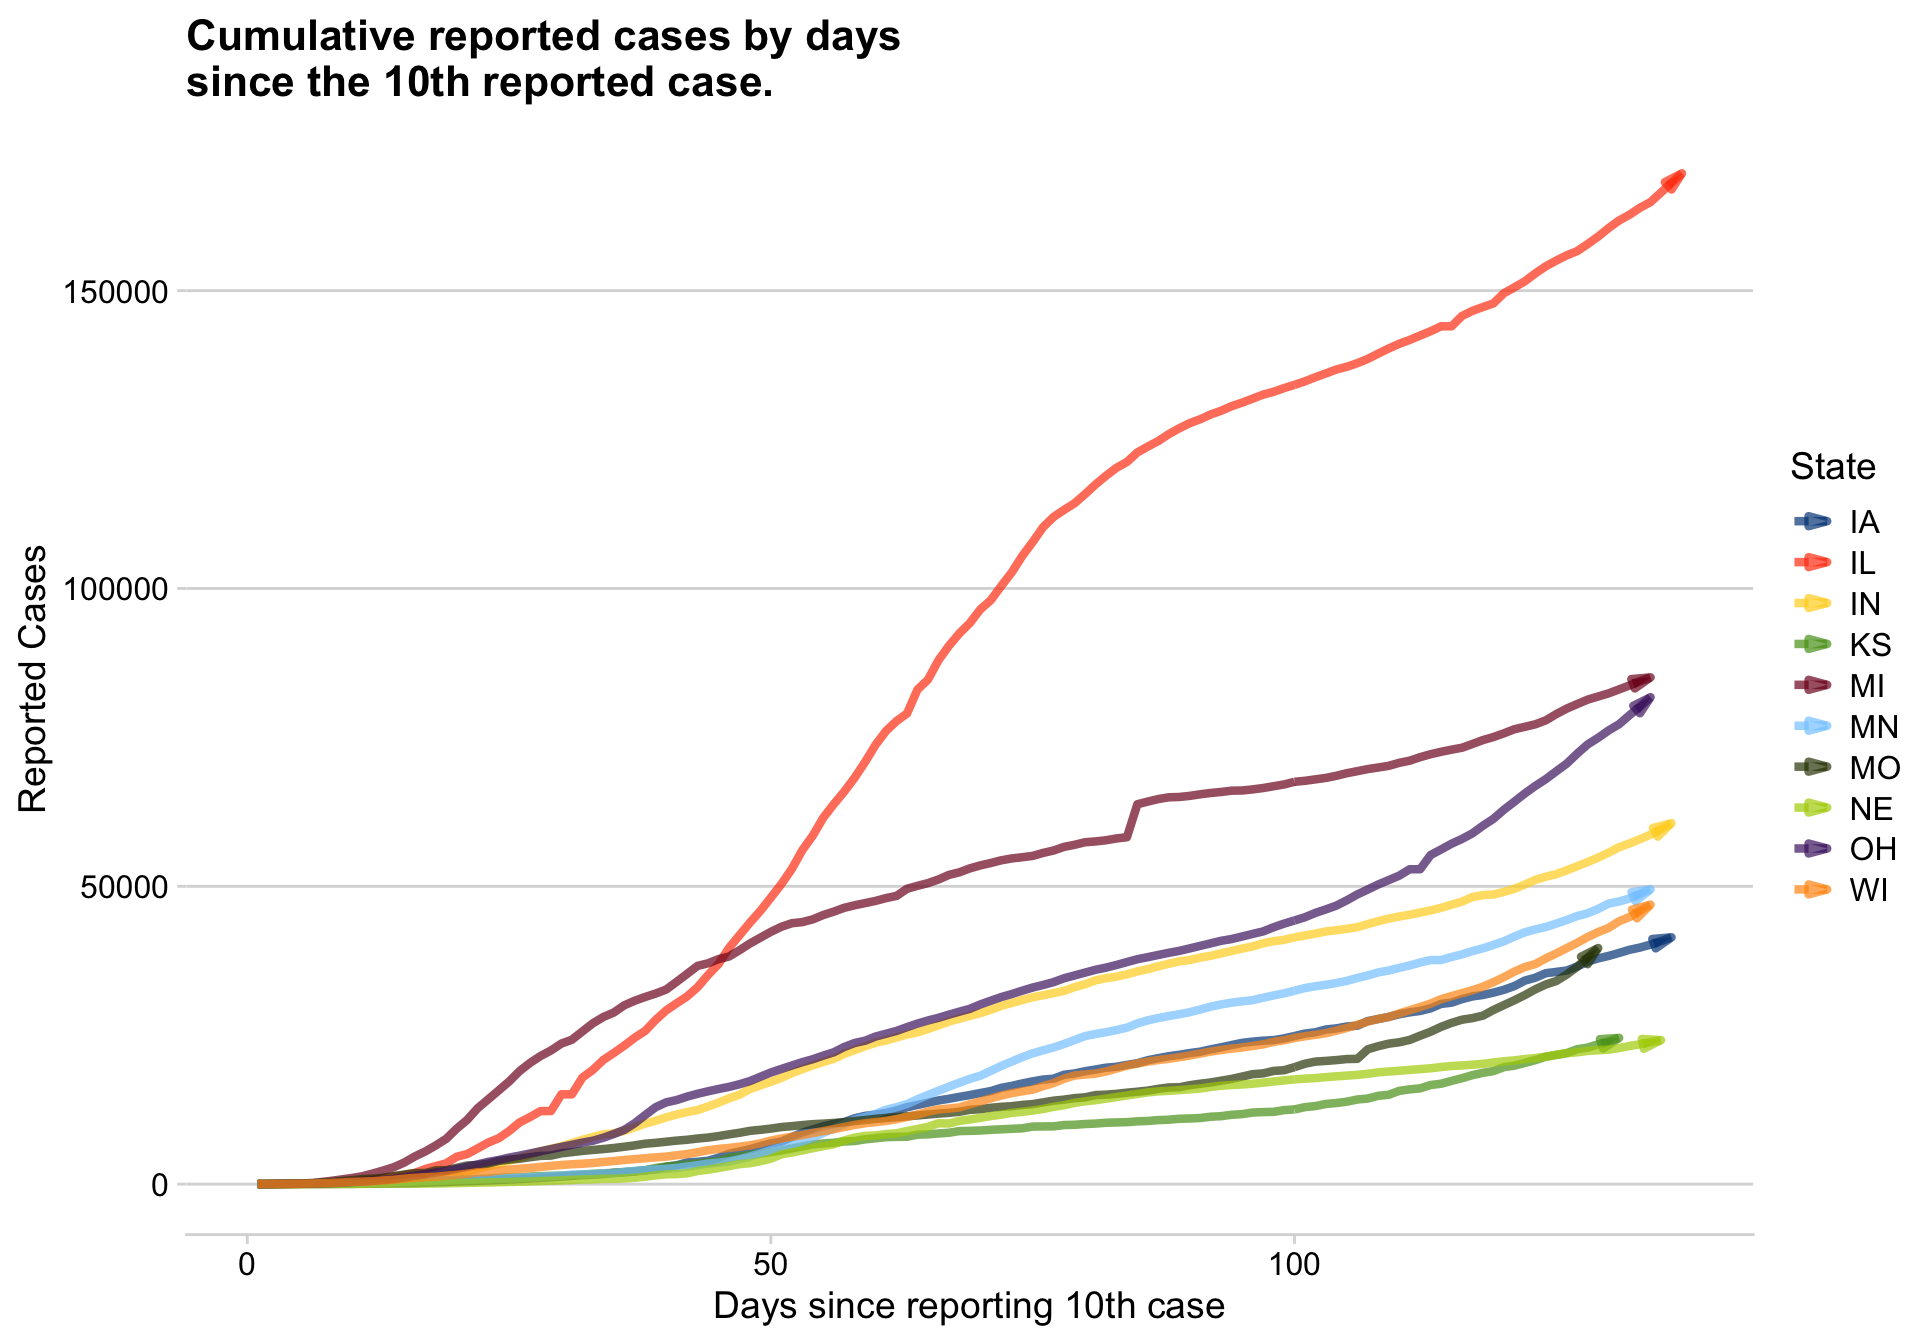 Cumulative reported cases by days
since the 10th reported case.
150000
100000
50000
0
Reported Cases
0
50
100
Days since reporting 10th case
State
IA
IL
IN
KS
MI
MN
MO
NE
OH
WI